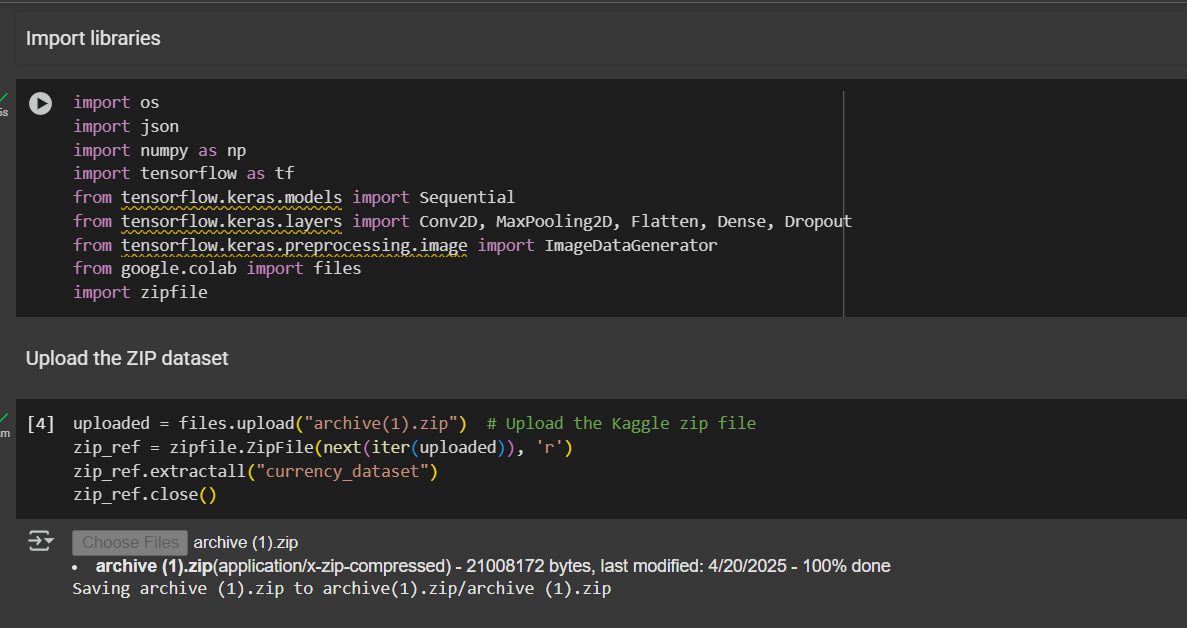 Import libraries
import os
5s
import json
import numpy as np
import tensorflow as tf
from tensorflow.keras.models import Sequential
from tensorflow.keras.layers import Conv2D, MaxPooling2D, Flatten, Dense, Dropout
from tensorflow.keras.preprocessing.image import ImageDataGenerator
from google.colab import files
import zipfile
Upload the ZIP dataset
[4] uploaded = files.upload("archive(1).zip")  # Upload the Kaggle zip file
zip_ref = zipfile.ZipFile(next(iter(uploaded)), 'r')
zip_ref.extractall("currency_dataset")
zip_ref.close()
Choose Files archive (1).zip
• archive (1).zip(application/x-zip-compressed) - 21008172 bytes, last modified: 4/20/2025 - 100% done
Saving archive (1).zip to archive(1).zip/archive (1).zip